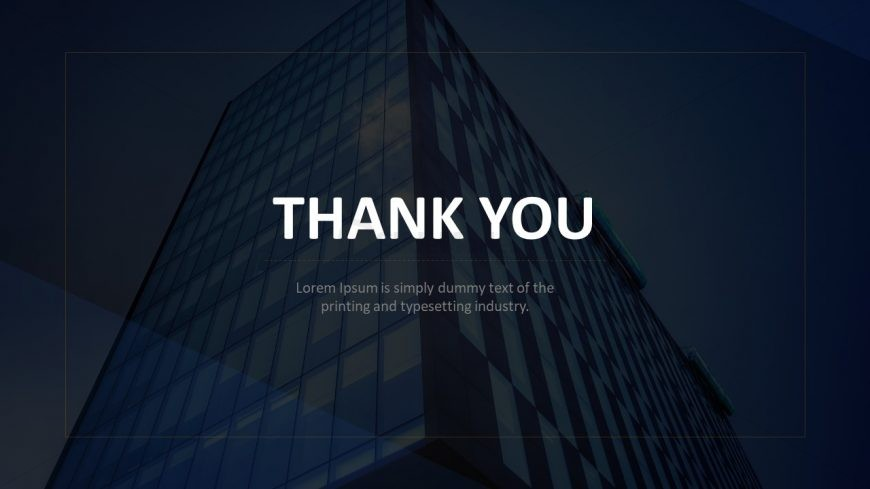 THANK YOU
Lorem Ipsum is simply dummy text of the
printing and typesetting industry.